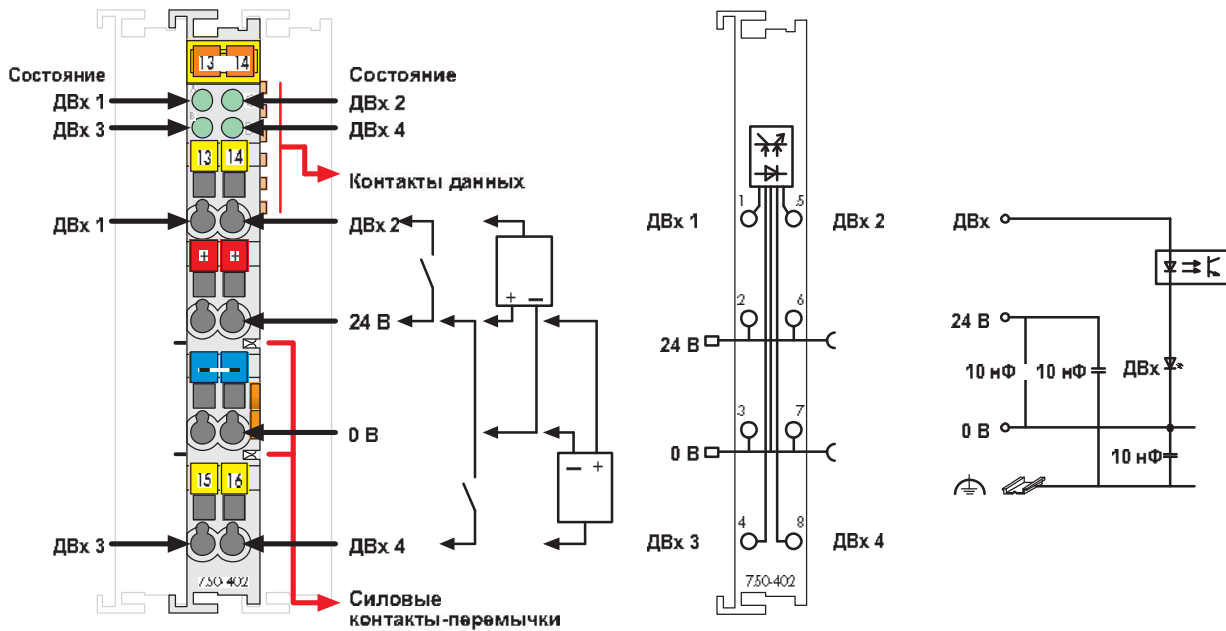 13 14
Состояние
ДВх 1
ДВх 3
Состояние
ДВх 2
ДВх 4
13 14
Контакты данных
ДВх 1
ДВх 2
+ +
+ −
24 В
− +
0 В
15 16
ДВх 3
ДВх 4
750-402
Силовые
контакты-перемычки
1 5
ДВх 1
ДВх 2
2 6
24 В
3 7
0 В
4 8
ДВх 3
ДВх 4
750-402
ДВх
24 В
10 нФ 10 нФ ДВх
0 В
10 нФ